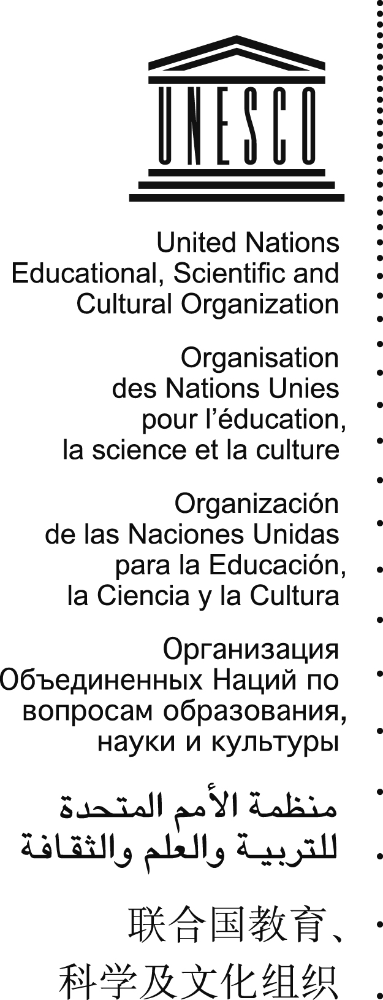 UNESCO
United Nations
Educational, Scientific and
Cultural Organization
Organisation
des Nations Unies
pour l’éducation,
la science et la culture
Organización
de las Naciones Unidas
para la Educación,
la Ciencia y la Cultura
Организация
Объединенных Наций по
вопросам образования,
науки и культуры
منظمة الأمم المتحدة
للتربية والعلم والثقافة
联合国教育、
科学及文化组织